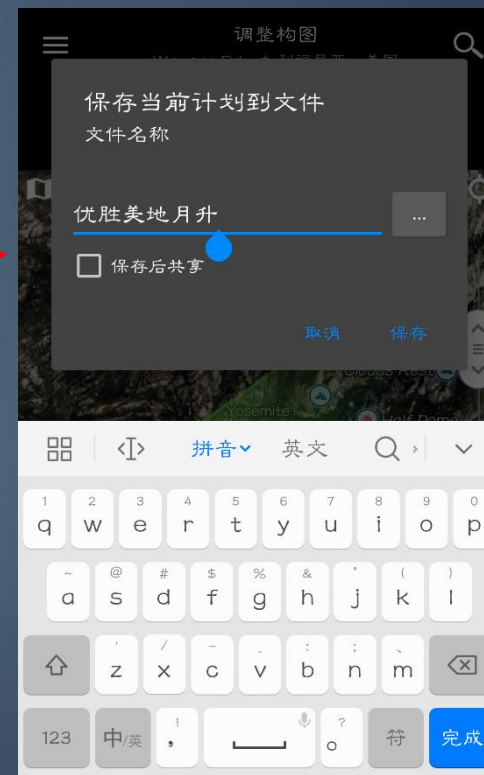 调整构图
保存当前计划到文件
文件名称
优胜美地月升
...
保存后共享
取消 保存
Clouds Rest
Yosemite
Half Dome
拼音 英文
1 2 3 4 5 6 7 8 9 0
q w e r t y u i o p
~ @ # $ % & * ( )
a s d f g h j k l
' / - _ : ; 、
z x c v b n m
! ?
123 中/英 , 。 符 完成